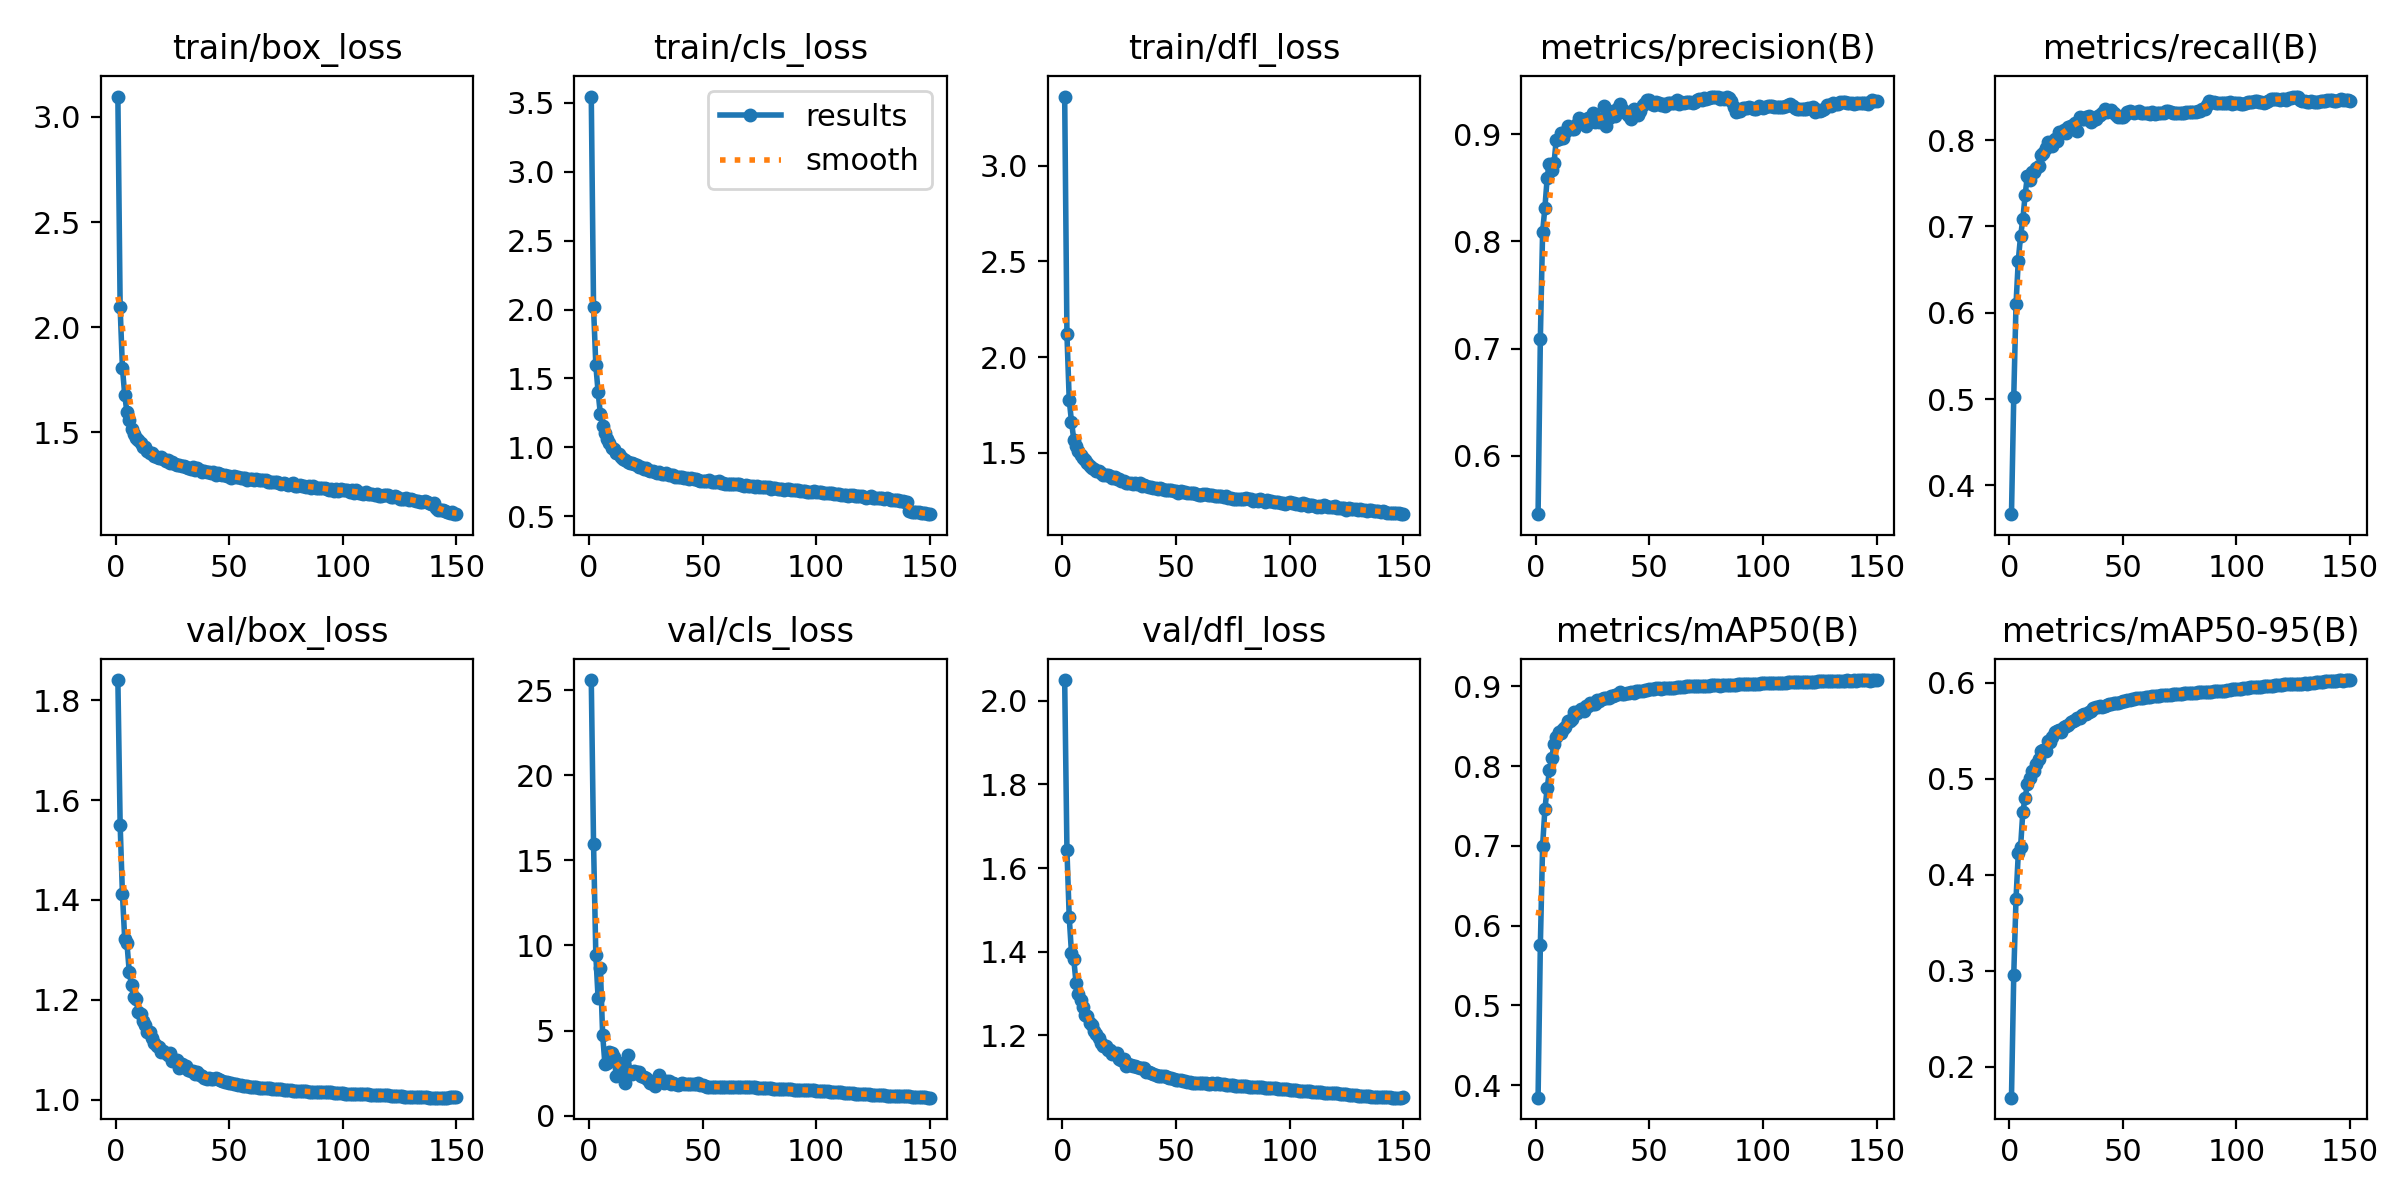 train/box_loss
3.0
2.5
2.0
1.5
0 50 100 150
train/cls_loss
results
smooth
3.5
3.0
2.5
2.0
1.5
1.0
0.5
0 50 100 150
train/dfl_loss
3.0
2.5
2.0
1.5
0 50 100 150
metrics/precision(B)
0.9
0.8
0.7
0.6
0 50 100 150
metrics/recall(B)
0.8
0.7
0.6
0.5
0.4
0 50 100 150
val/box_loss
1.8
1.6
1.4
1.2
1.0
0 50 100 150
val/cls_loss
25
20
15
10
5
0
0 50 100 150
val/dfl_loss
2.0
1.8
1.6
1.4
1.2
0 50 100 150
metrics/mAP50(B)
0.9
0.8
0.7
0.6
0.5
0.4
0 50 100 150
metrics/mAP50-95(B)
0.6
0.5
0.4
0.3
0.2
0 50 100 150